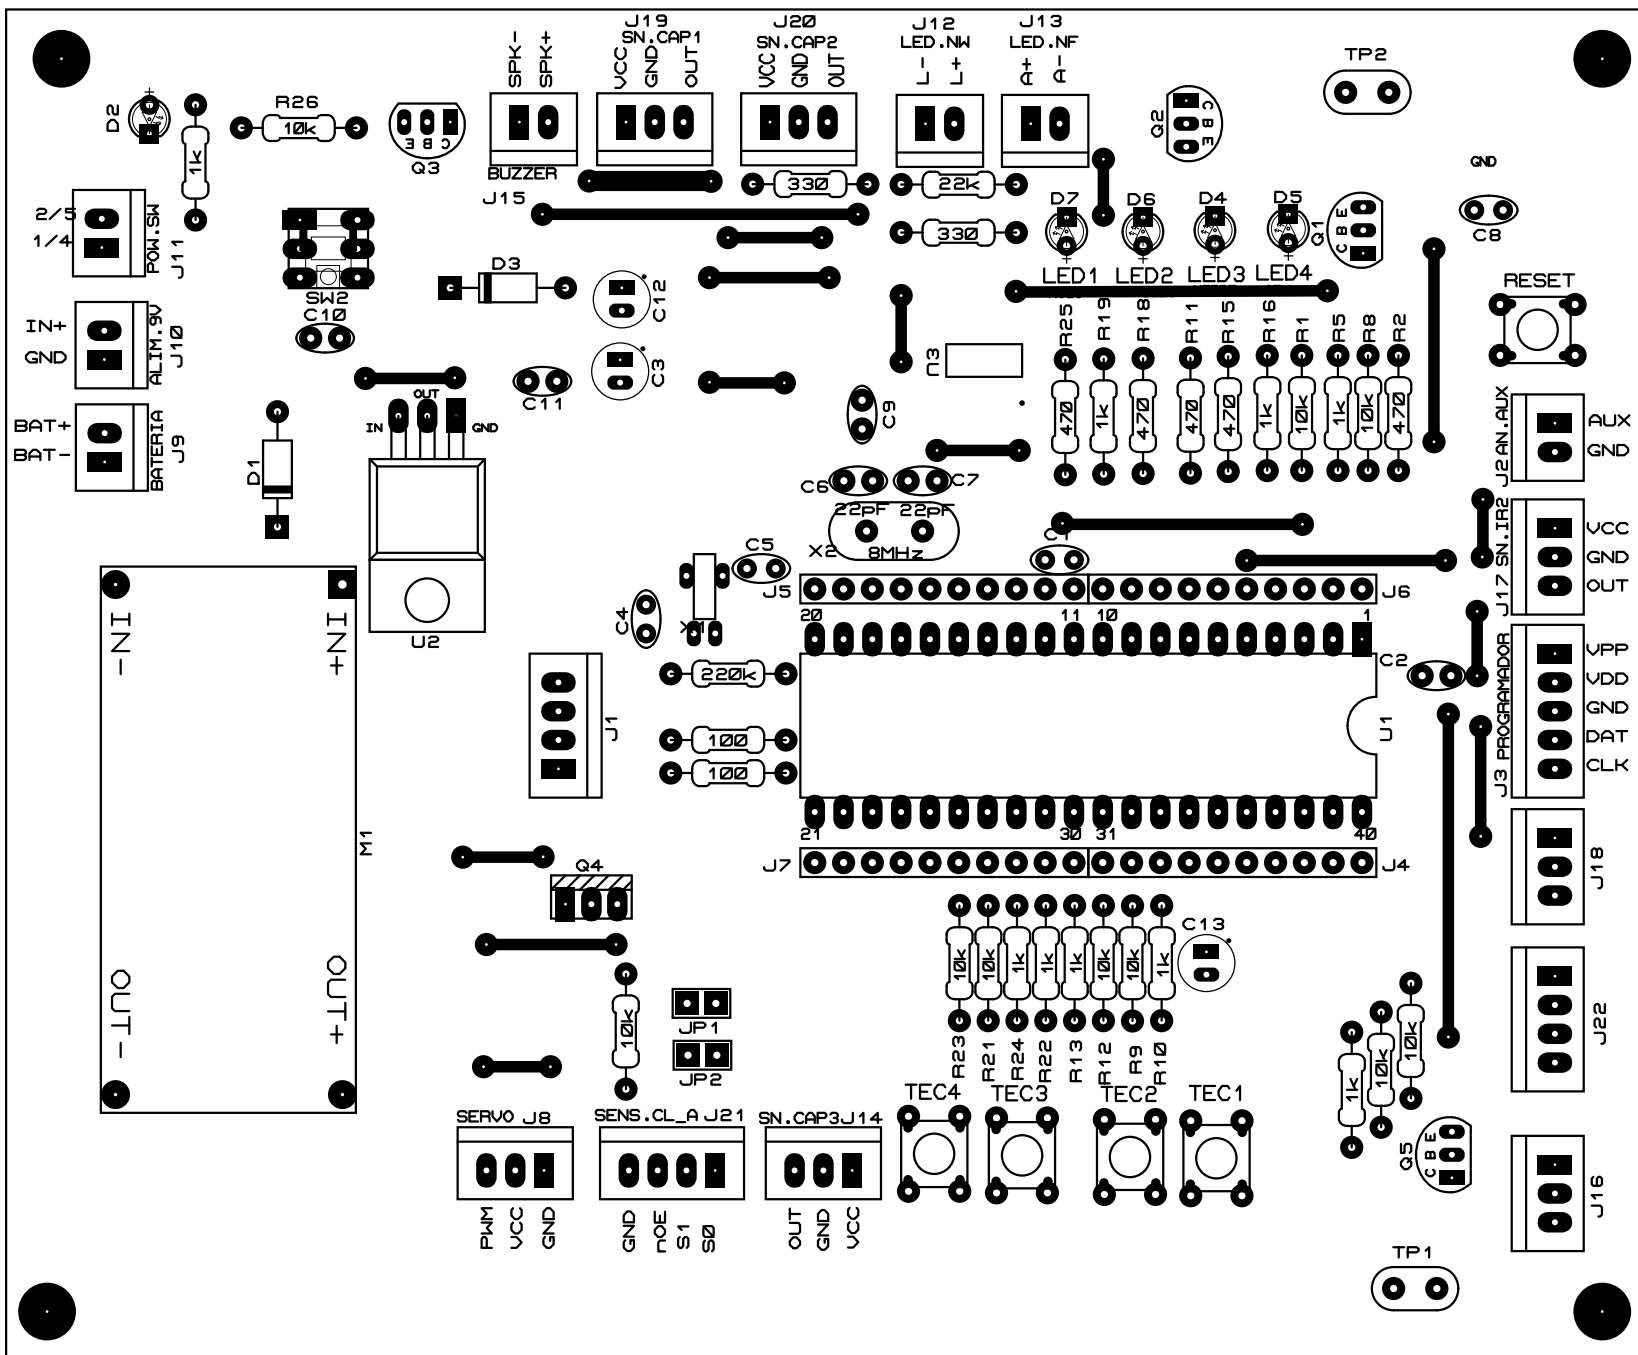 J19
SN.CAP1
J20
SN.CAP2
J12
LED.NW
J13
LED.NF
SPK-
SPK+
VCC
GND
OUT
VCC
GND
OUT
L-
L+
A+
A-
TP2
D2
1k
R26
10k
E B C
Q3
BUZZER
J15
330
22k
330
Q2
C B E
GND
C8
2/5
1/4
POW.SW
J11
SW2
C10
D3
C12
C3
D7
D6
D4
D5
LED1
LED2
LED3
LED4
Q1
C B E
RESET
IN+
GND
ALIM.9V
J10
BAT+
BAT-
BATERIA
J9
D1
IN
OUT
GND
U2
C11
C9
U3
R25
R19
R18
R11
R15
R16
R1
R5
R8
R2
470
1k
470
470
470
1k
10k
1k
10k
470
J2
AN.AUX
AUX
GND
C6
C7
22pF
22pF
X2
8MHz
C5
C4
J5
J6
20
11
10
1
J17
SN.IR2
VCC
GND
OUT
IN-
IN+
OUT-
OUT+
M1
220k
100
100
J1
U1
C2
J3
PROGRAMADOR
VPP
VDD
GND
DAT
CLK
21
30
31
40
J7
J4
J18
Q4
10k
10k
1k
1k
1k
10k
10k
1k
C13
R23
R21
R24
R22
R13
R12
R9
R10
10k
JP1
JP2
1k
10k
10k
J22
TEC4
TEC3
TEC2
TEC1
SERVO J8
SENS.CL_A J21
SN.CAP3 J14
PWM
VCC
GND
GND
nOE
S1
S0
OUT
GND
VCC
Q5
C B E
J16
TP1